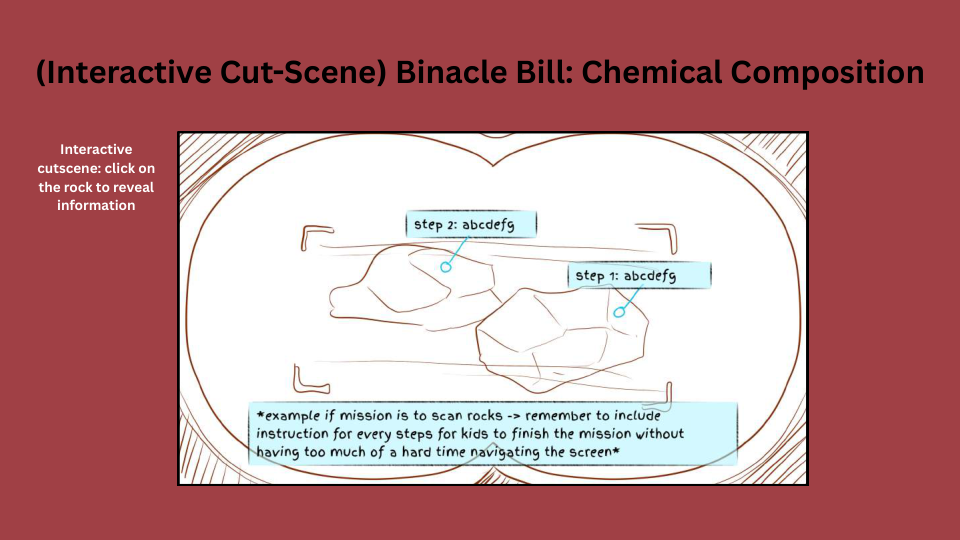 (Interactive Cut-Scene) Binacle Bill: Chemical Composition
Interactive
cutscene: click on
the rock to reveal
information
step 2: abcdefg
step 1: abcdefg
*example if mission is to scan rocks -> remember to include
instruction for every steps for kids to finish the mission without
having too much of a hard time navigating the screen*